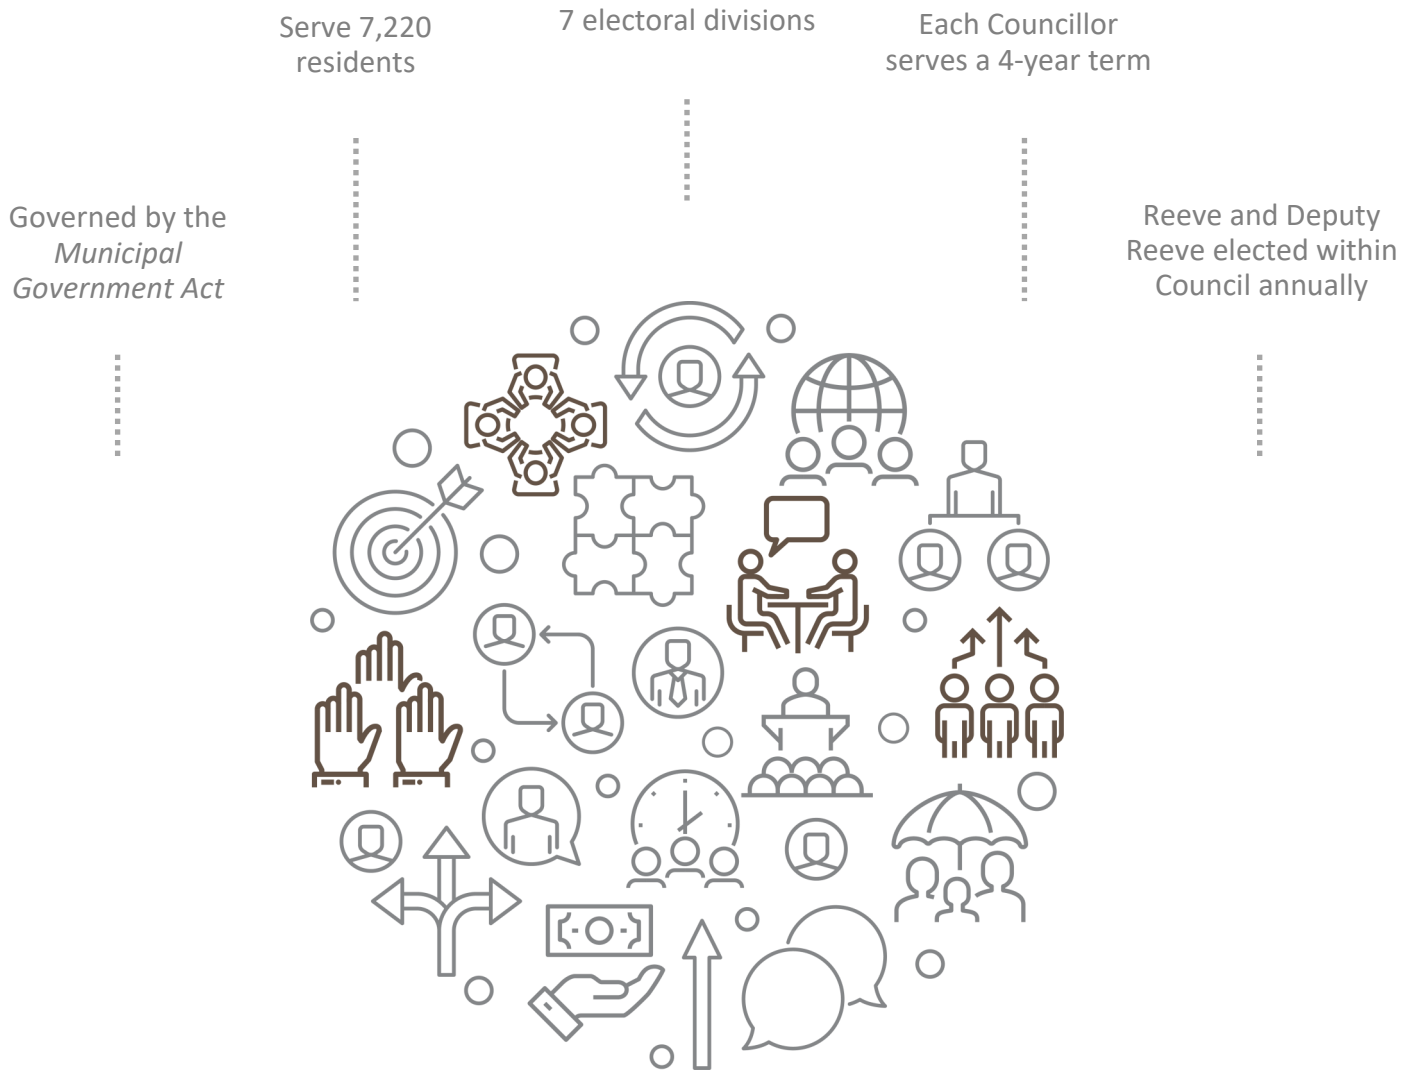 Governed by the
Municipal
Government Act
Serve 7,220
residents
7 electoral divisions
Each Councillor
serves a 4-year term
Reeve and Deputy
Reeve elected within
Council annually